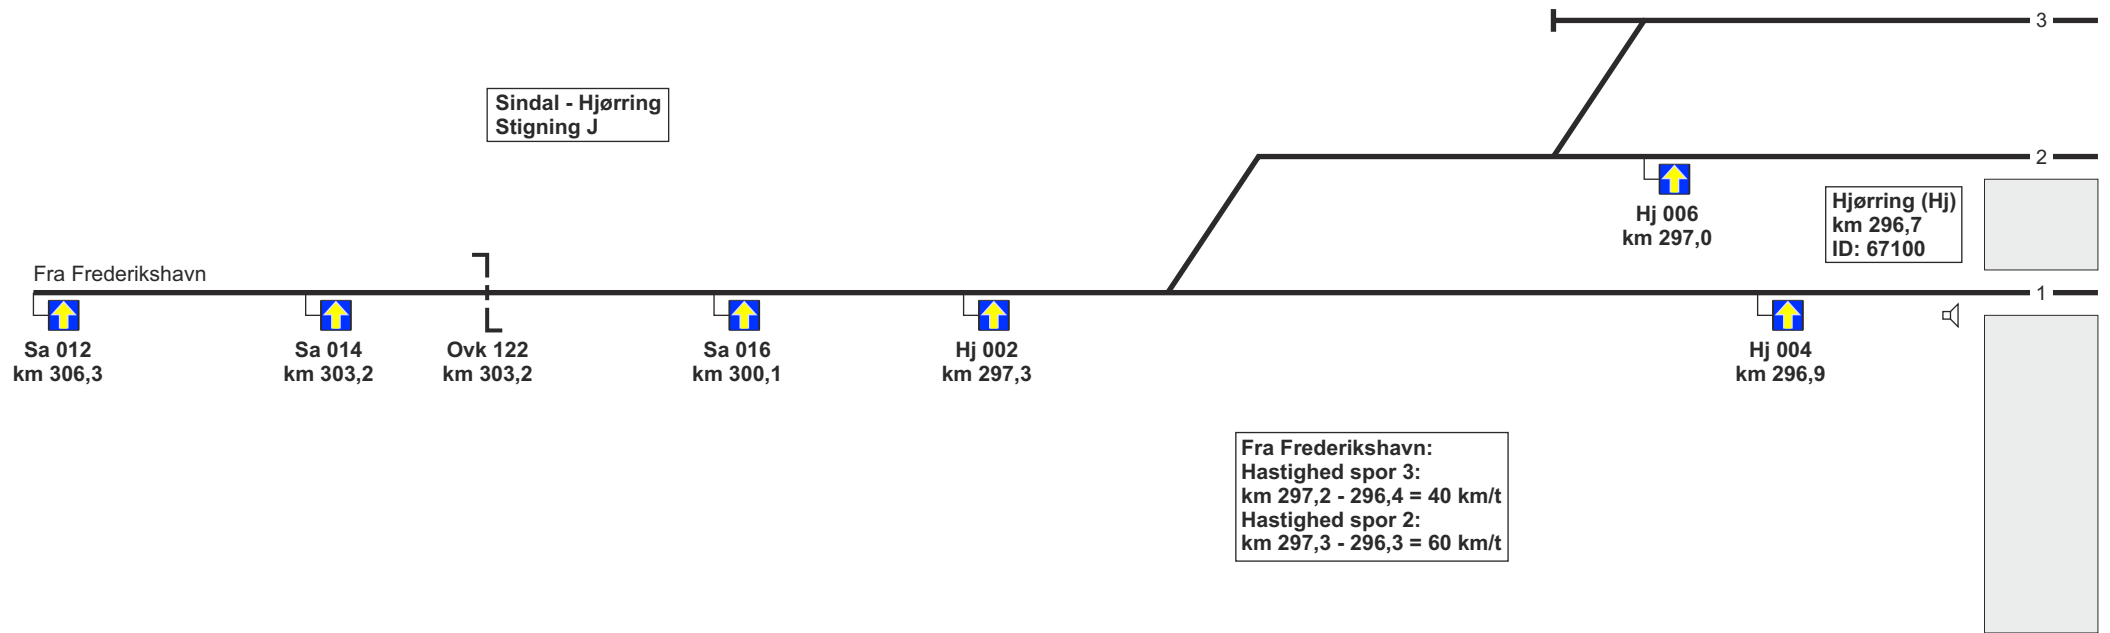 3
Sindal - Hjørring
Stigning J
2
Hj 006
km 297,0
Hjørring (Hj)
km 296,7
ID: 67100
Fra Frederikshavn
1
Sa 012
km 306,3
Sa 014
km 303,2
Ovk 122
km 303,2
Sa 016
km 300,1
Hj 002
km 297,3
Hj 004
km 296,9
Fra Frederikshavn:
Hastighed spor 3:
km 297,2 - 296,4 = 40 km/t
Hastighed spor 2:
km 297,3 - 296,3 = 60 km/t